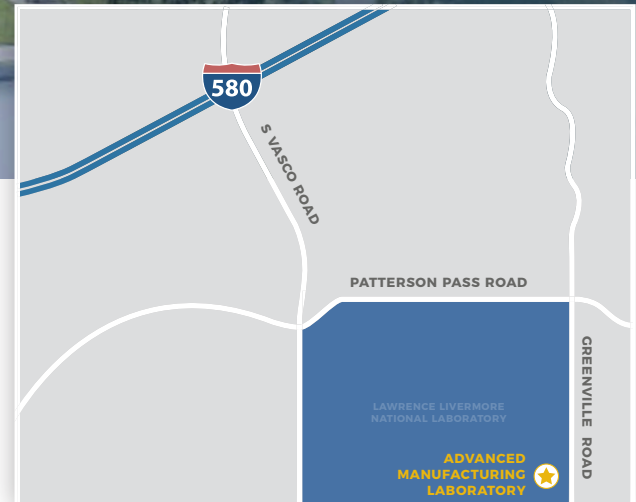 580
S VASCO ROAD
PATTERSON PASS ROAD
GREENVILLE ROAD
LAWRENCE LIVERMORE
NATIONAL LABORATORY
ADVANCED
MANUFACTURING
LABORATORY